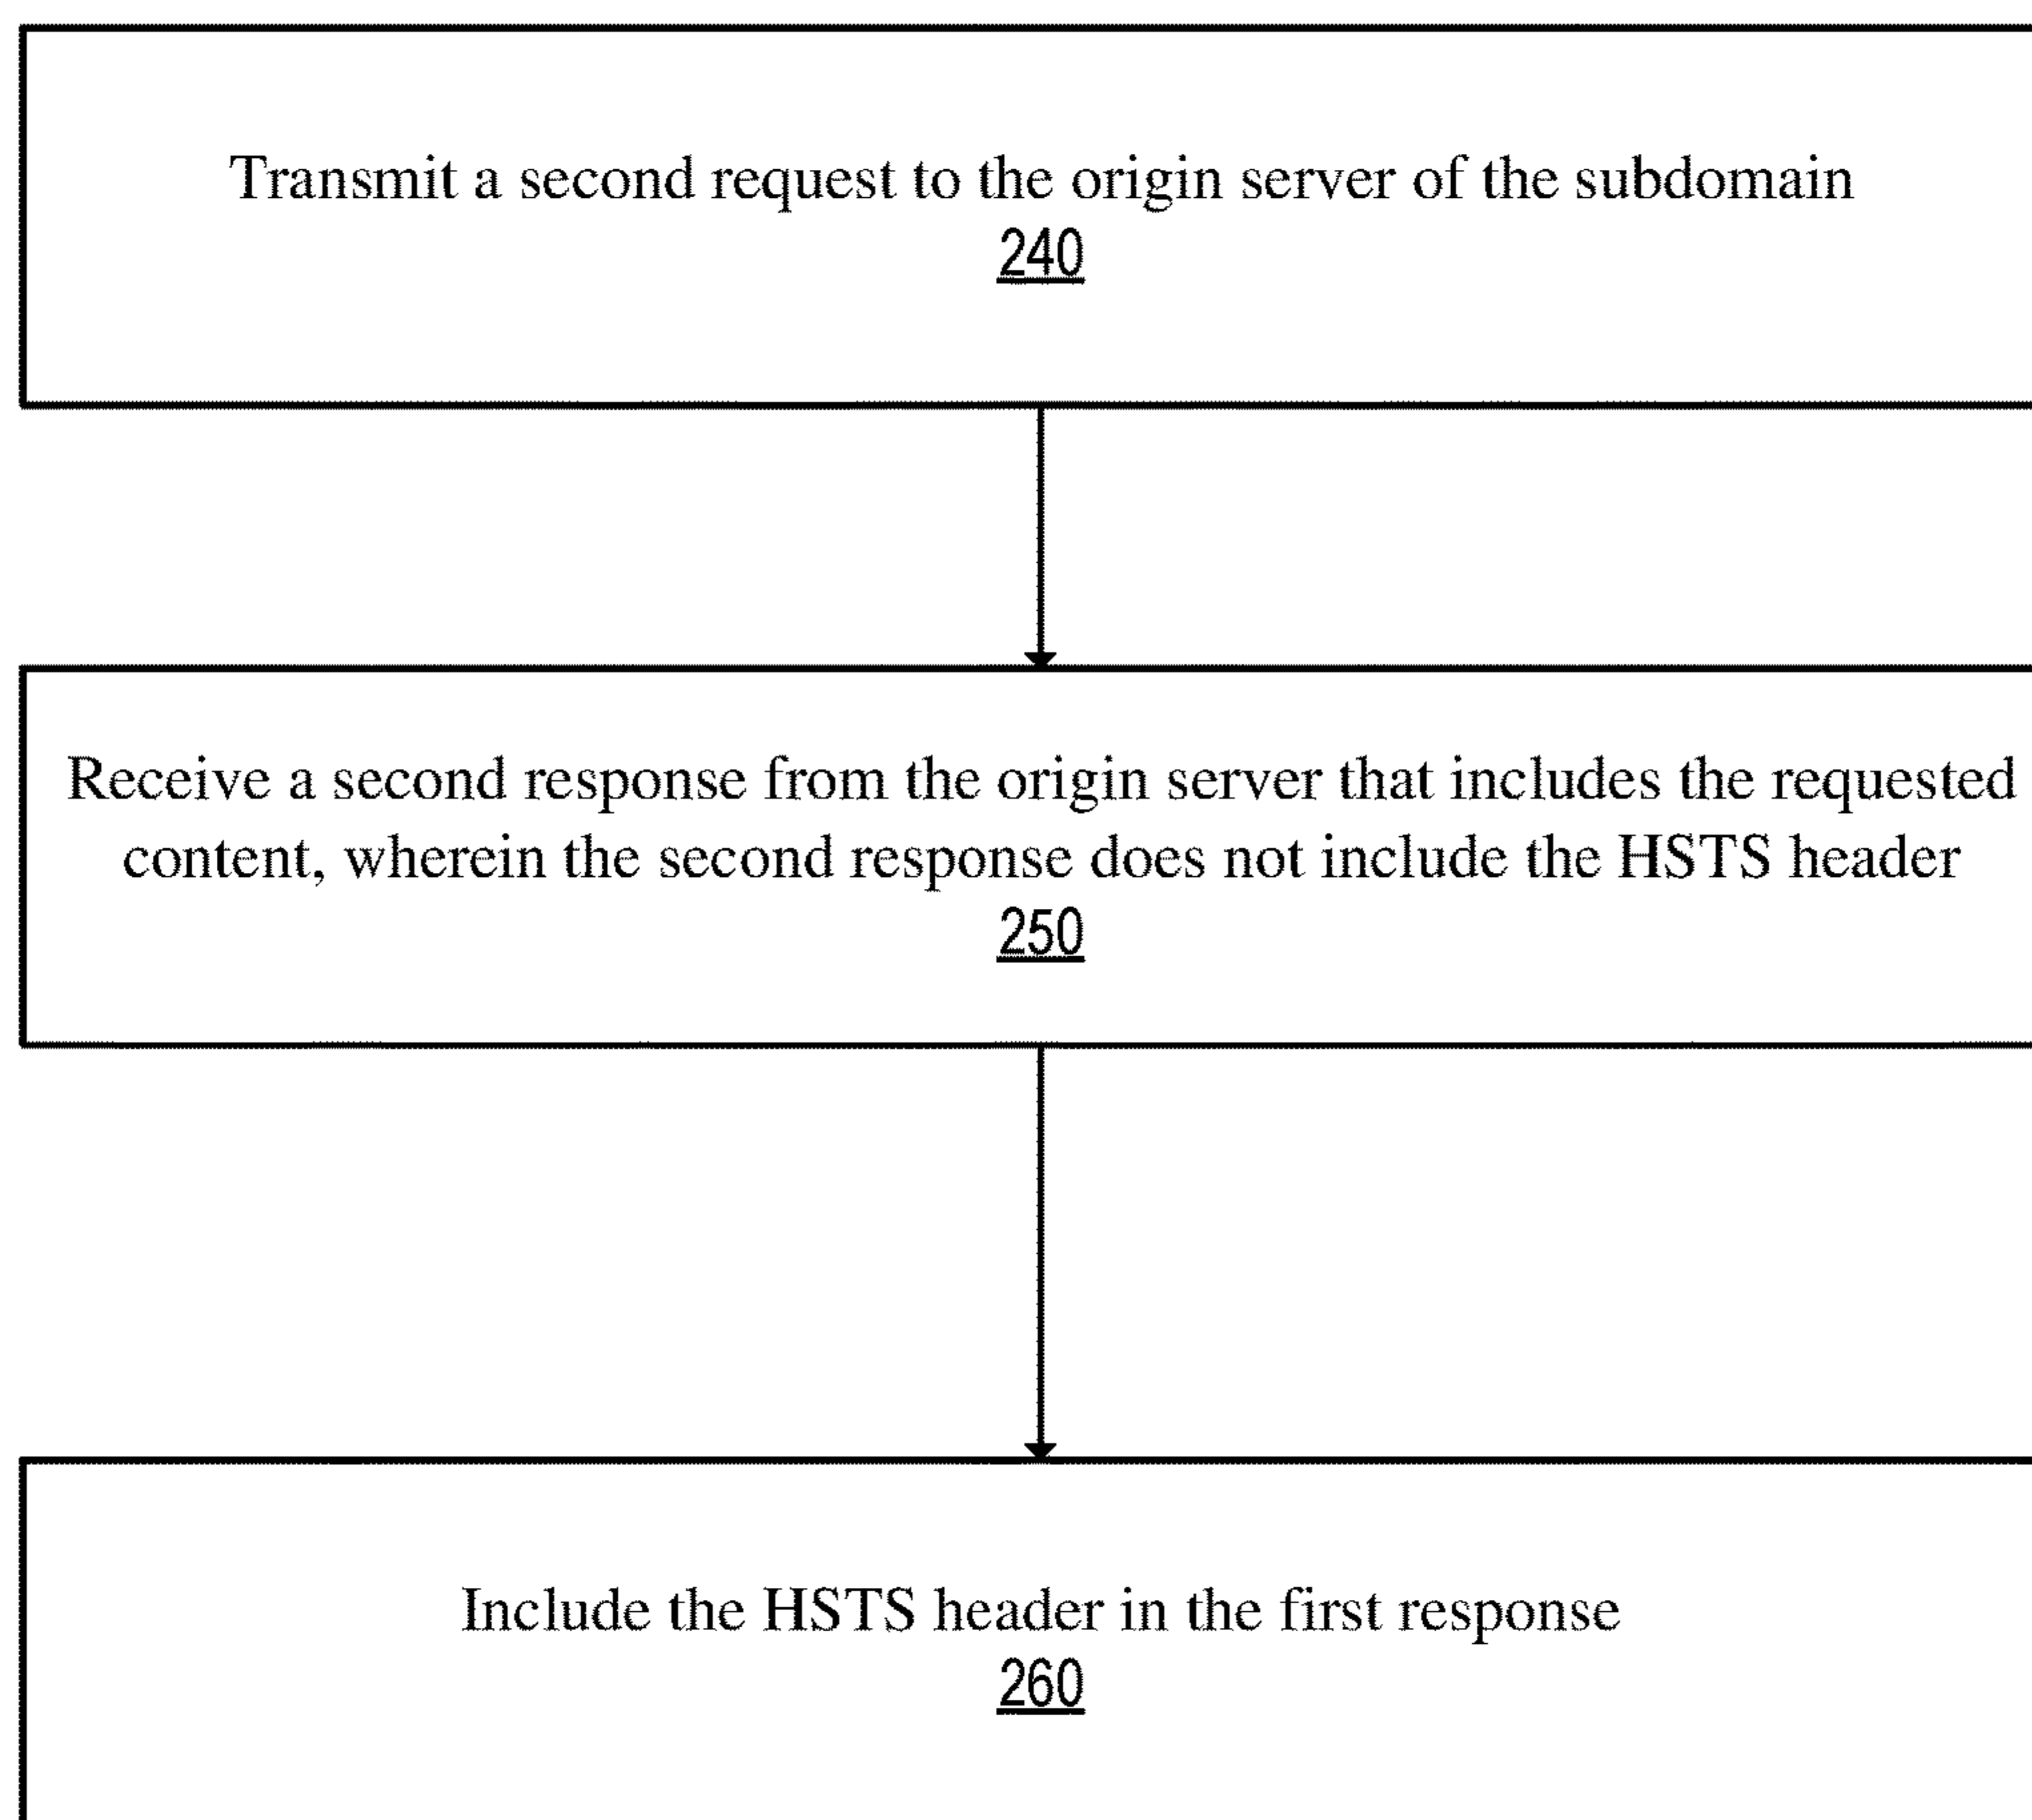 Transmit a second request to the origin server of the subdomain
240
Receive a second response from the origin server that includes the requested
content, wherein the second response does not include the HSTS header
250
Include the HSTS header in the first response
260